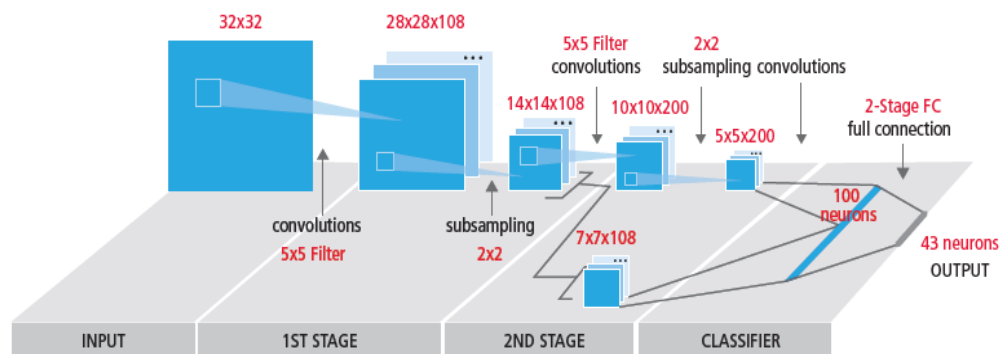 32x32
28x28x108
5x5 Filter
convolutions
2x2
subsampling
convolutions
14x14x108
10x10x200
5x5x200
2-Stage FC
full connection
convolutions
5x5 Filter
subsampling
2x2
7x7x108
100
neurons
43 neurons
OUTPUT
INPUT
1ST STAGE
2ND STAGE
CLASSIFIER